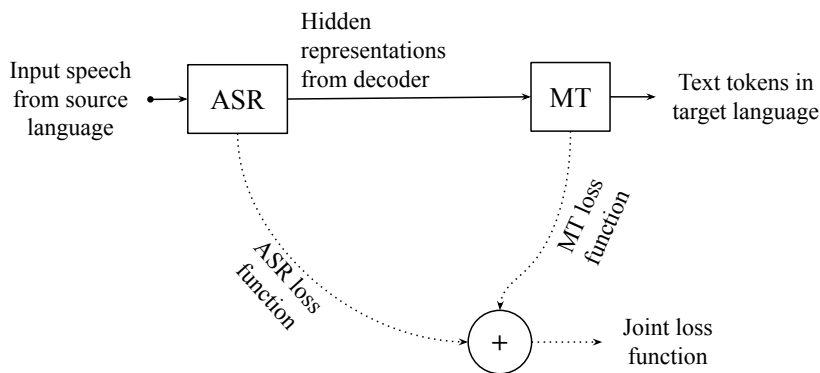 Input speech
from source
language
ASR
Hidden
representations
from decoder
MT
Text tokens in
target language
ASR loss
function
MT loss
function
+
Joint loss
function